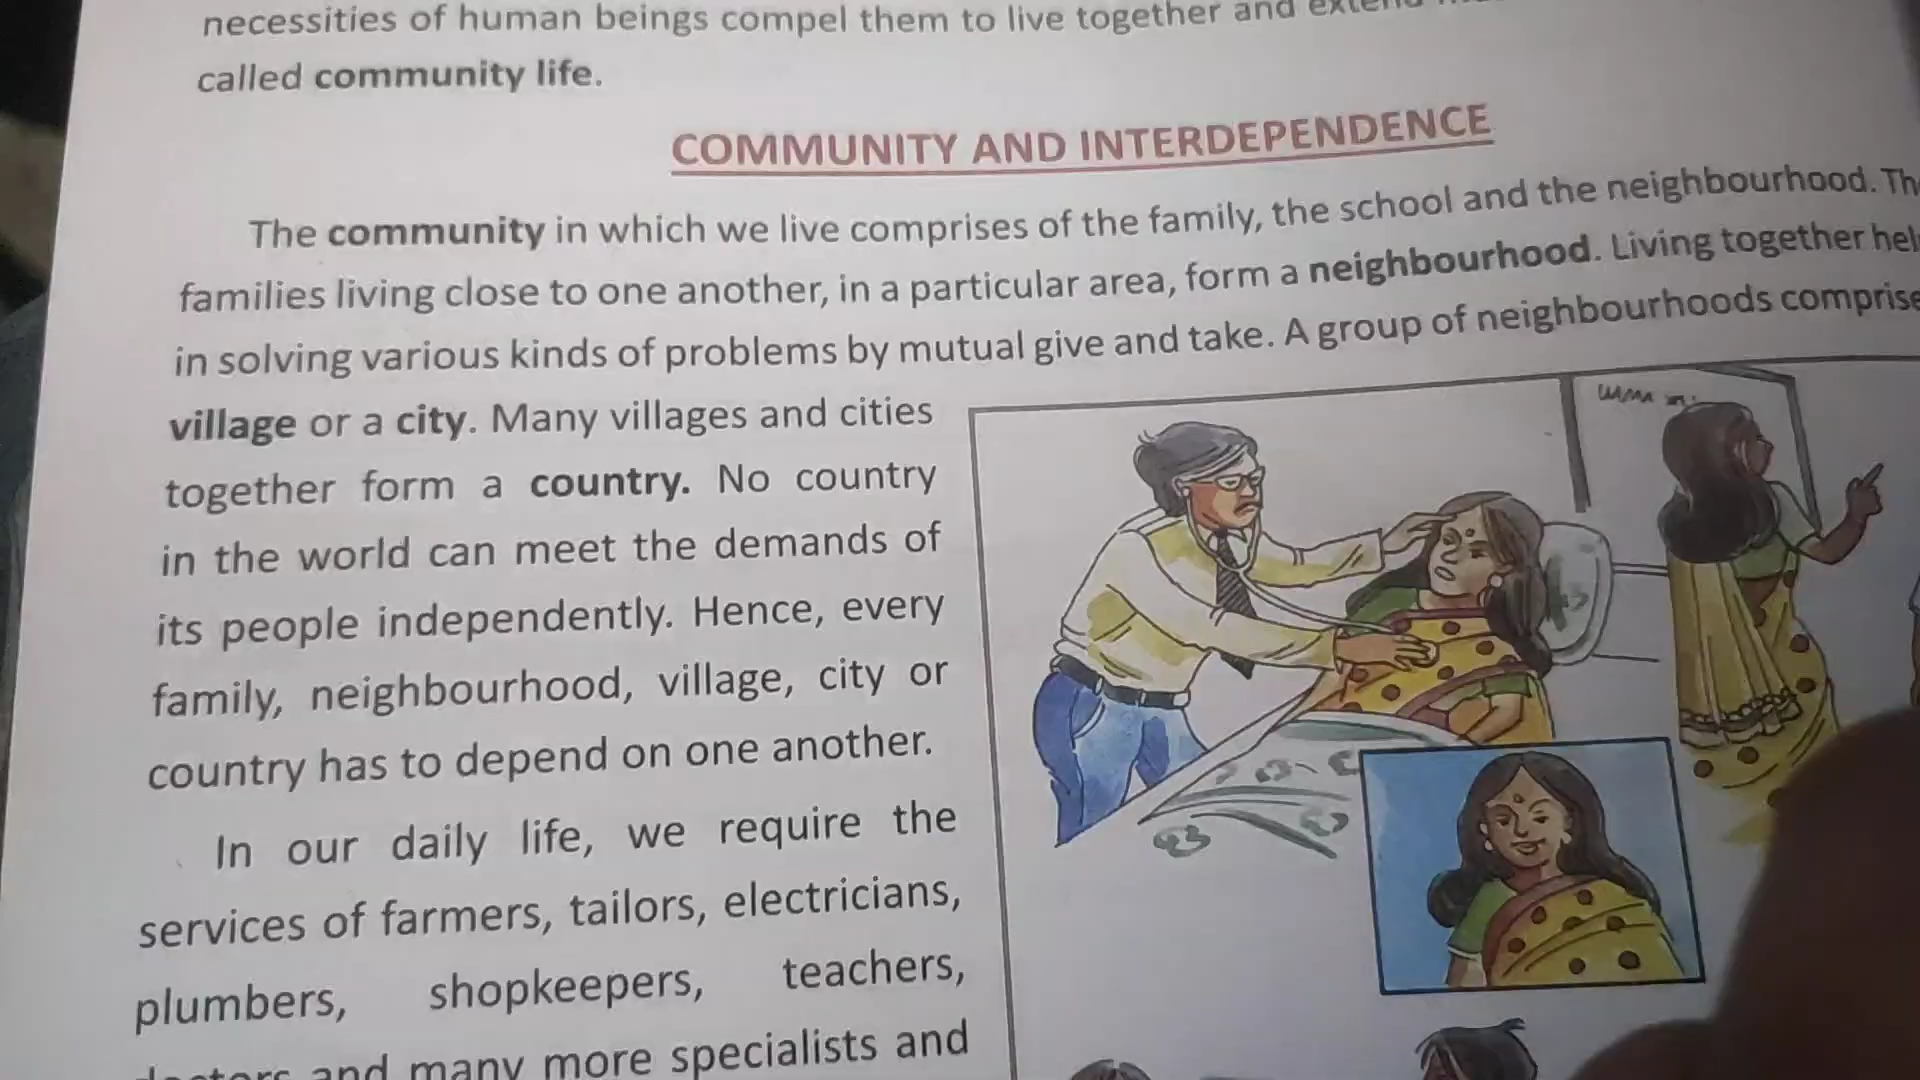 necessities of human beings compel them to live together and
called community life.
COMMUNITY AND INTERDEPENDENCE
The community in which we live comprises of the family, the school and the neighbourhood.
families living close to one another, in a particular area, form a neighbourhood. Living together
in solving various kinds of problems by mutual give and take. A group of neighbourhoods
village or a city. Many villages and cities
together form a country. No country
in the world can meet the demands of
its people independently. Hence, every
family, neighbourhood, village, city or
country has to depend on one another.
In our daily life, we require the
services of farmers, tailors, electricians,
plumbers, shopkeepers, teachers,
and many more specialists and